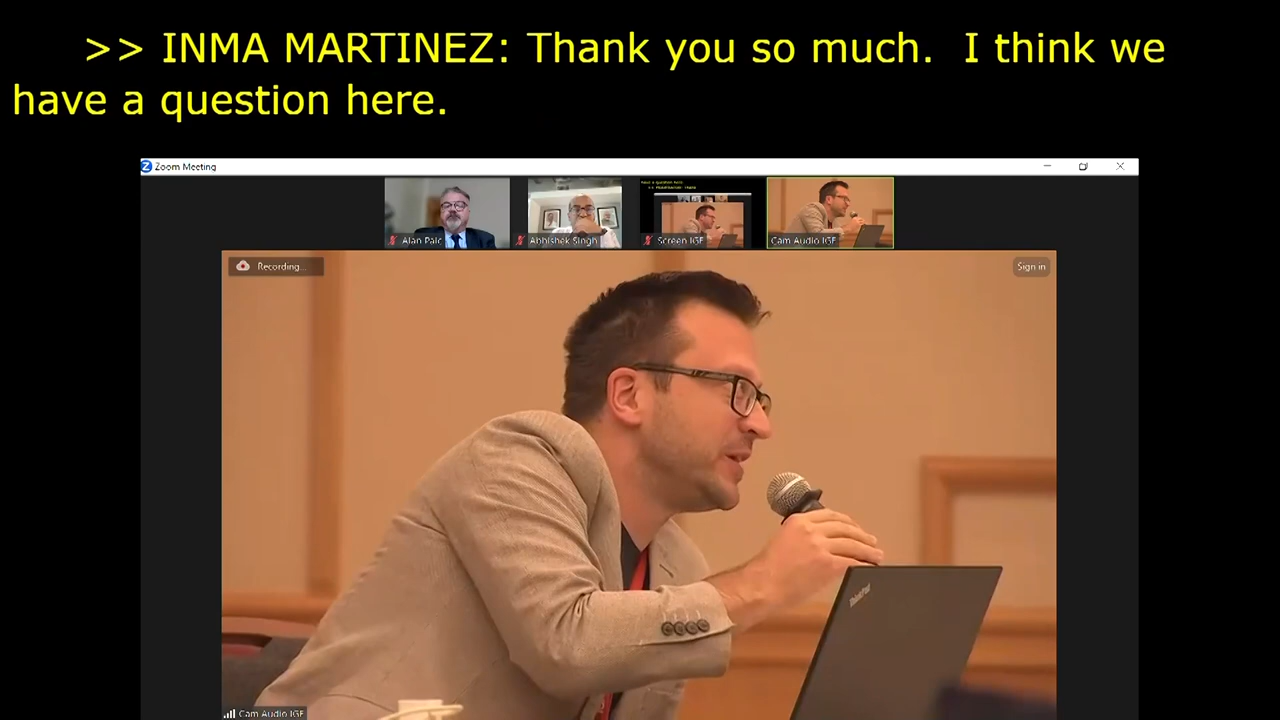 >> INMA MARTINEZ: Thank you so much.  I think we
have a question here.
Zoom Meeting
Alan Paic
Abhishek Singh
Screen IGF
Cam Audio IGF
Recording...
Sign in
ThinkPad
Cam Audio IGF